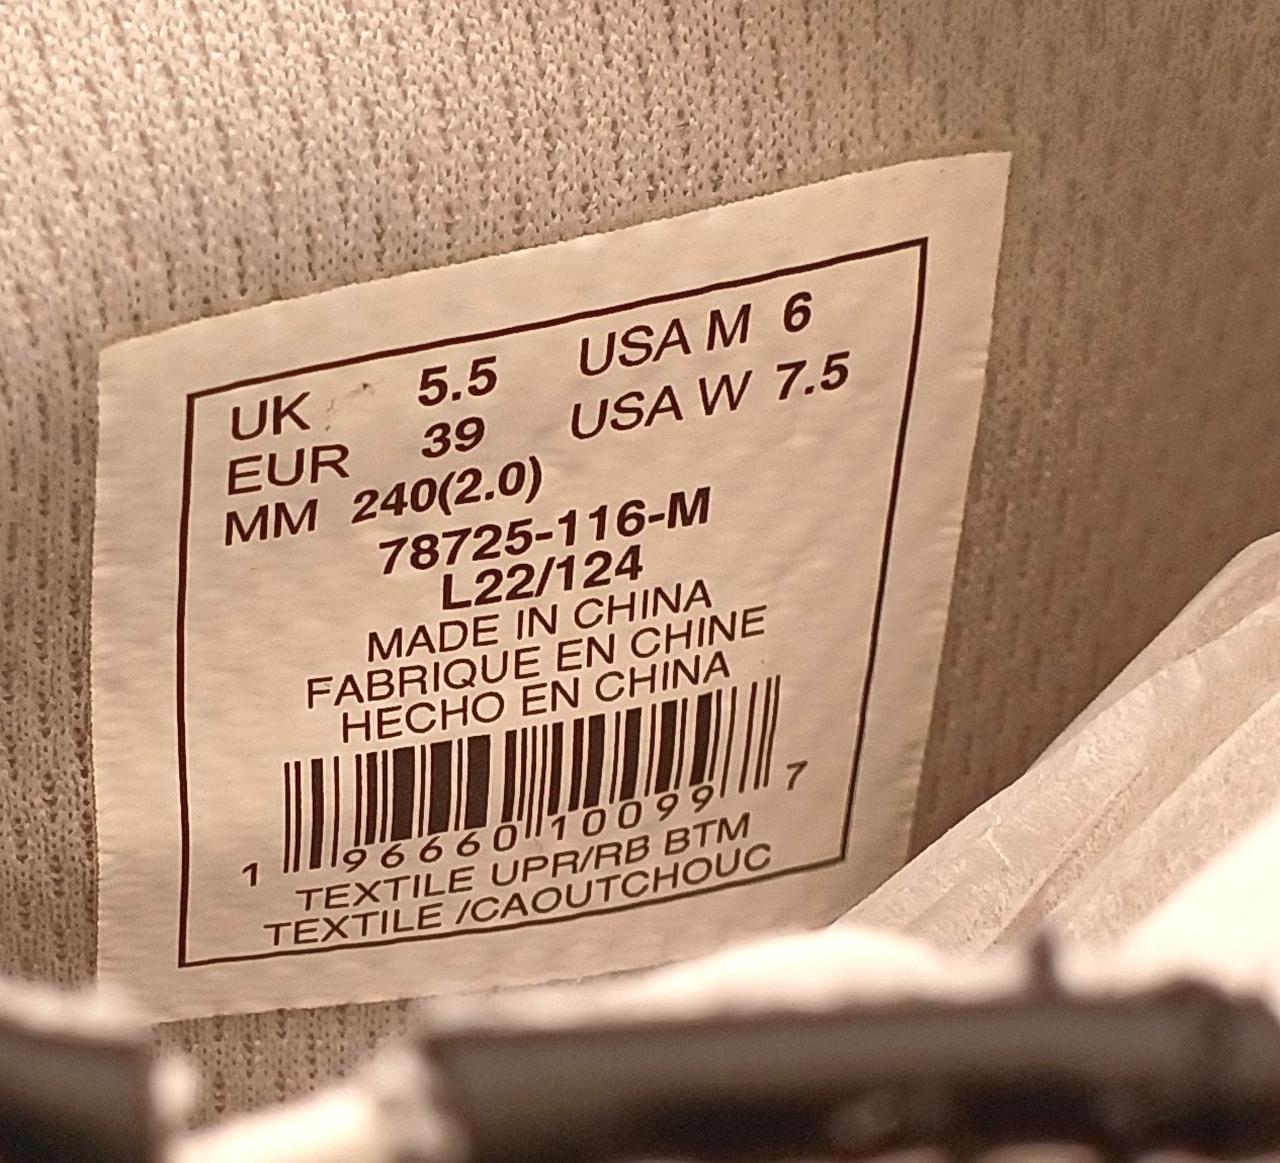 UK 5.5 USA M 6
EUR 39 USA W 7.5
MM 240(2.0)
78725-116-M
L22/124
MADE IN CHINA
FABRIQUE EN CHINE
HECHO EN CHINA
1 96660 10099 7
TEXTILE UPR/RB BTM
TEXTILE /CAOUTCHOUC